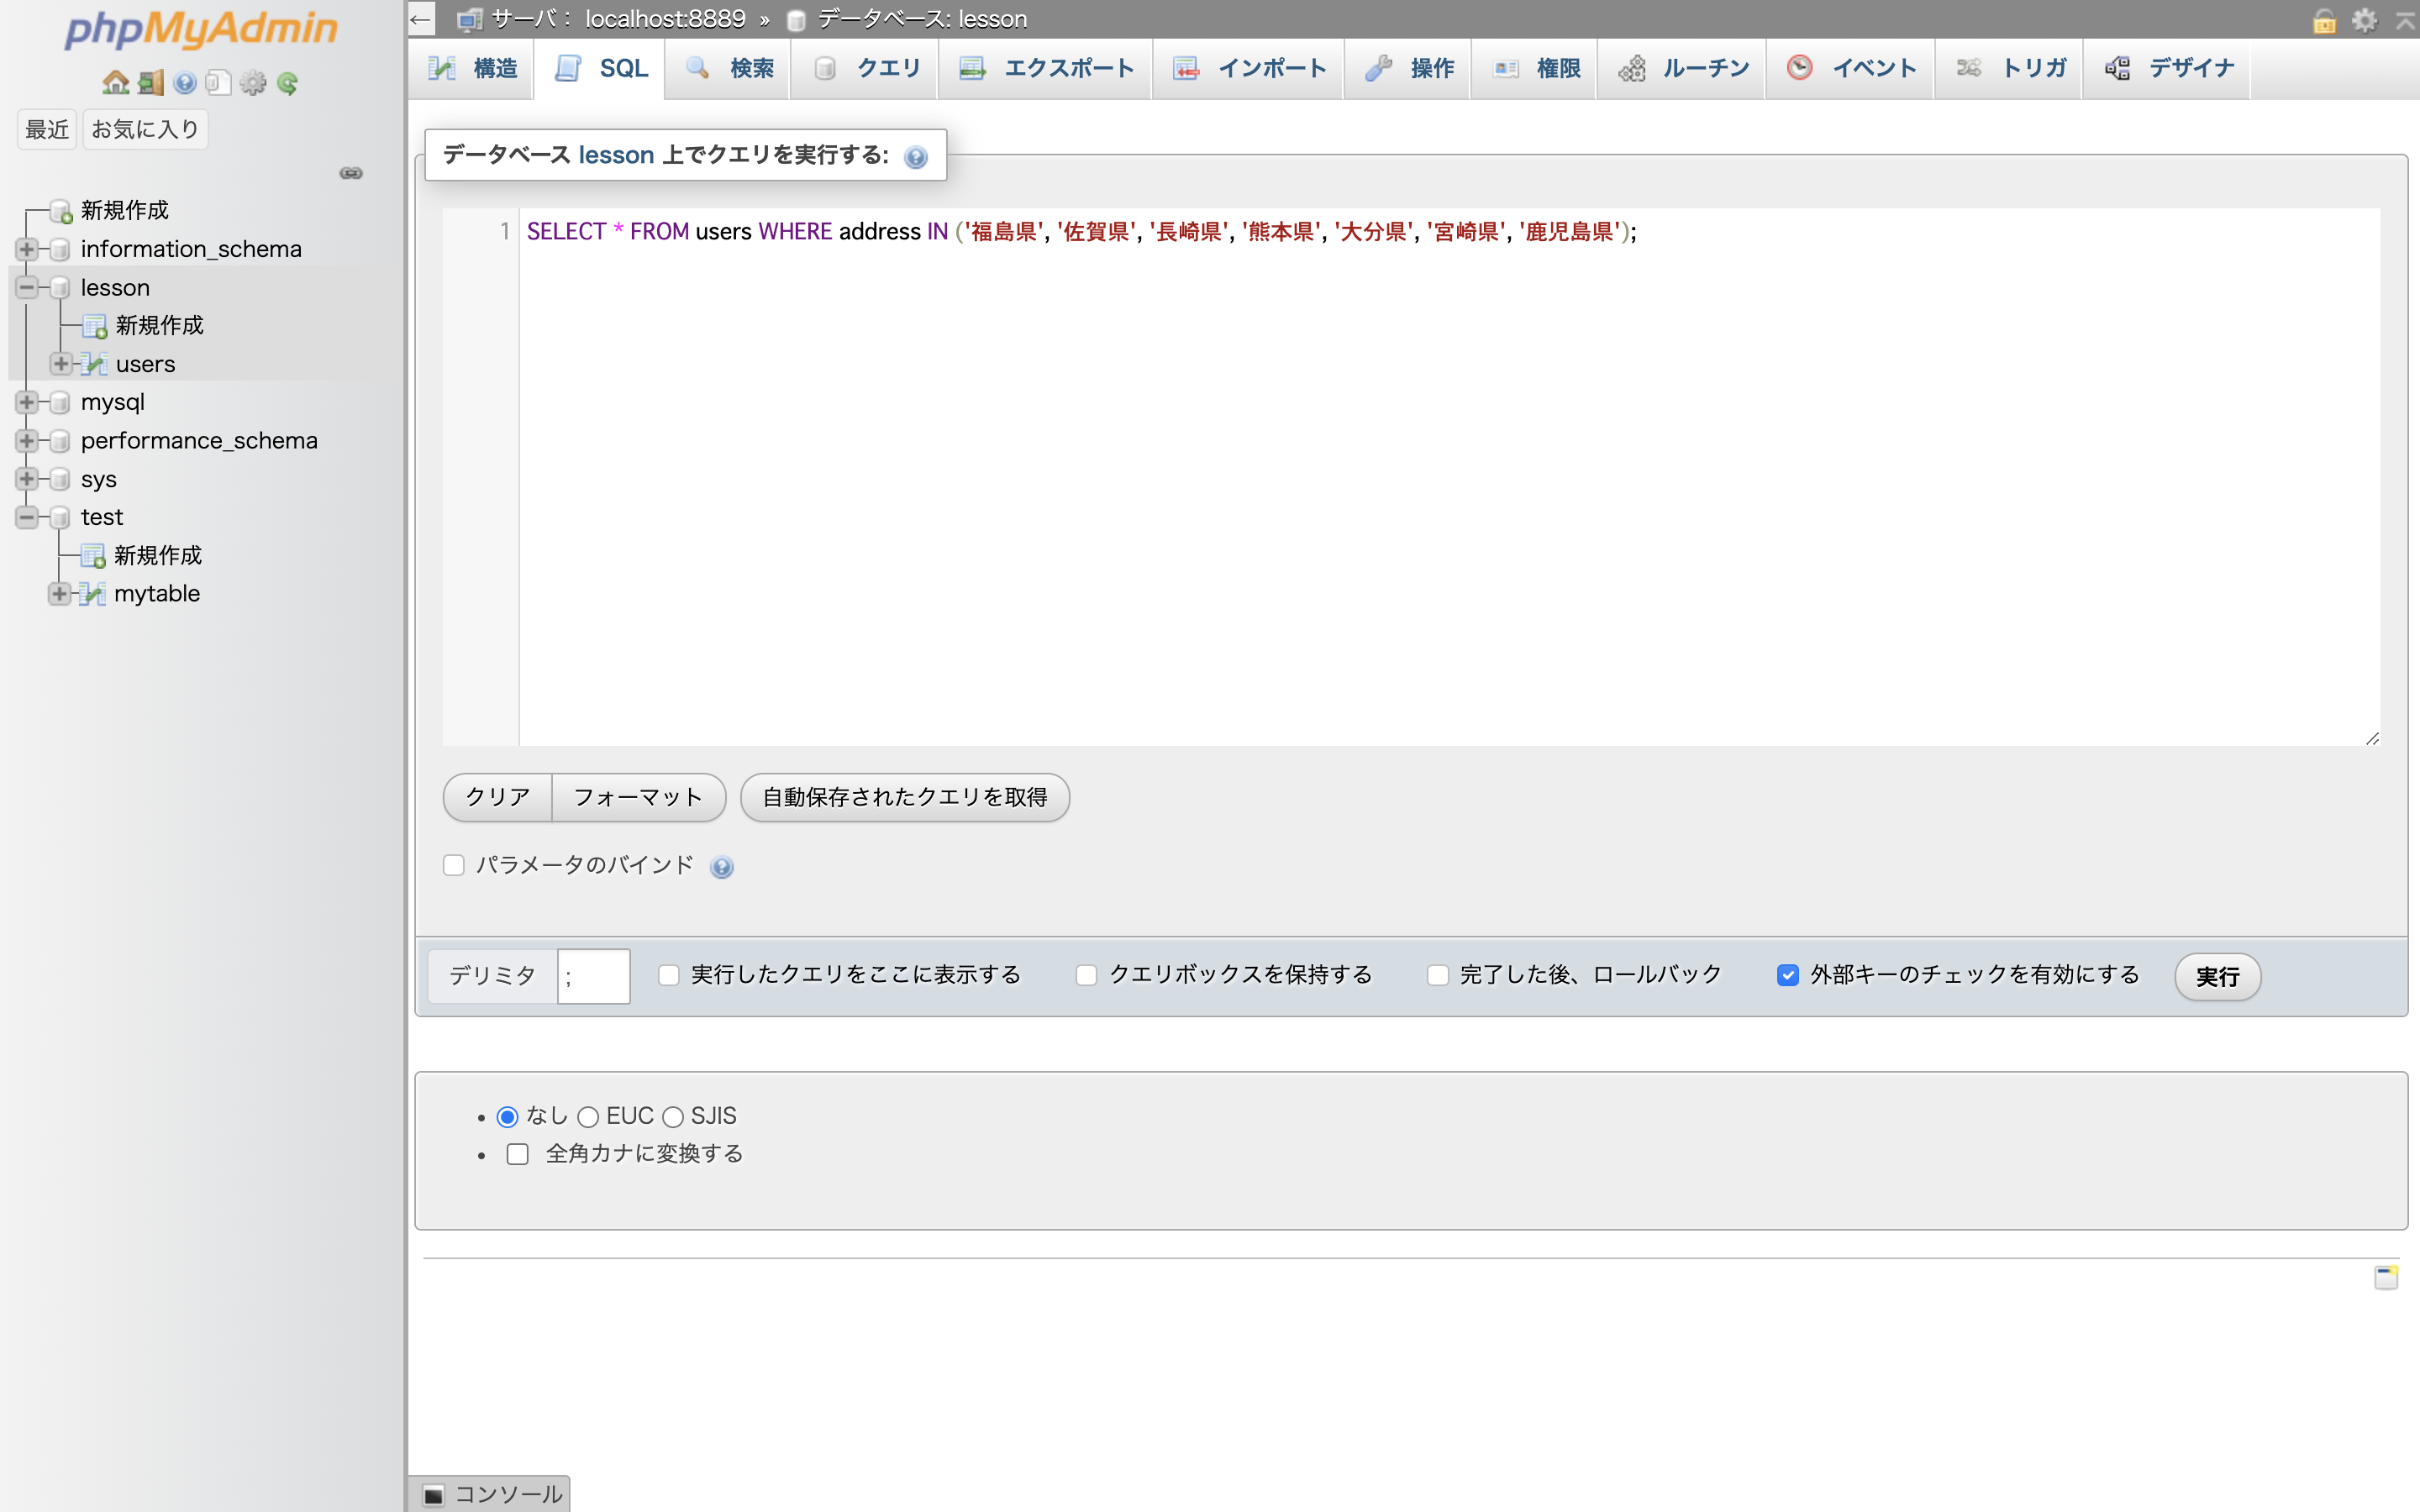 phpMyAdmin
最近 お気に入り
新規作成
information_schema
lesson
新規作成
users
mysql
performance_schema
sys
test
新規作成
mytable
← サーバ： localhost:8889 » データベース: lesson
構造 SQL 検索 クエリ エクスポート インポート 操作 権限 ルーチン イベント トリガ デザイナ
データベース lesson 上でクエリを実行する:
1 SELECT * FROM users WHERE address IN ('福島県', '佐賀県', '長崎県', '熊本県', '大分県', '宮崎県', '鹿児島県');
クリア フォーマット 自動保存されたクエリを取得
パラメータのバインド
デリミタ ; 実行したクエリをここに表示する クエリボックスを保持する 完了した後、ロールバック 外部キーのチェックを有効にする 実行
• なし EUC SJIS
• 全角カナに変換する
コンソール